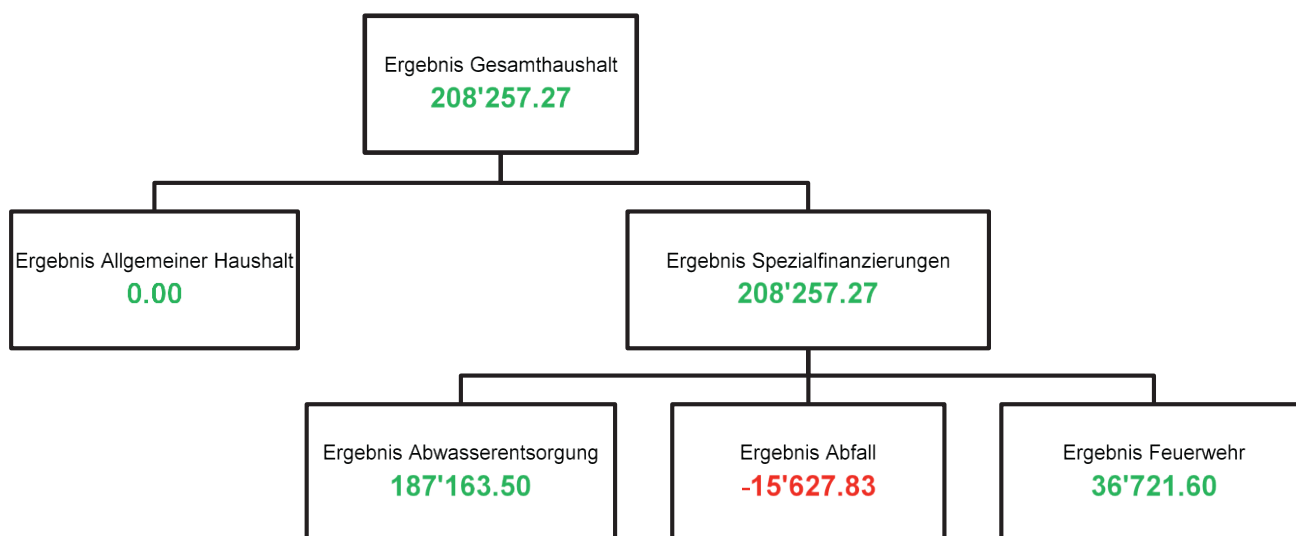 Ergebnis Gesamthaushalt
208'257.27
Ergebnis Allgemeiner Haushalt
0.00
Ergebnis Spezialfinanzierungen
208'257.27
Ergebnis Abwasserentsorgung
187'163.50
Ergebnis Abfall
-15'627.83
Ergebnis Feuerwehr
36'721.60